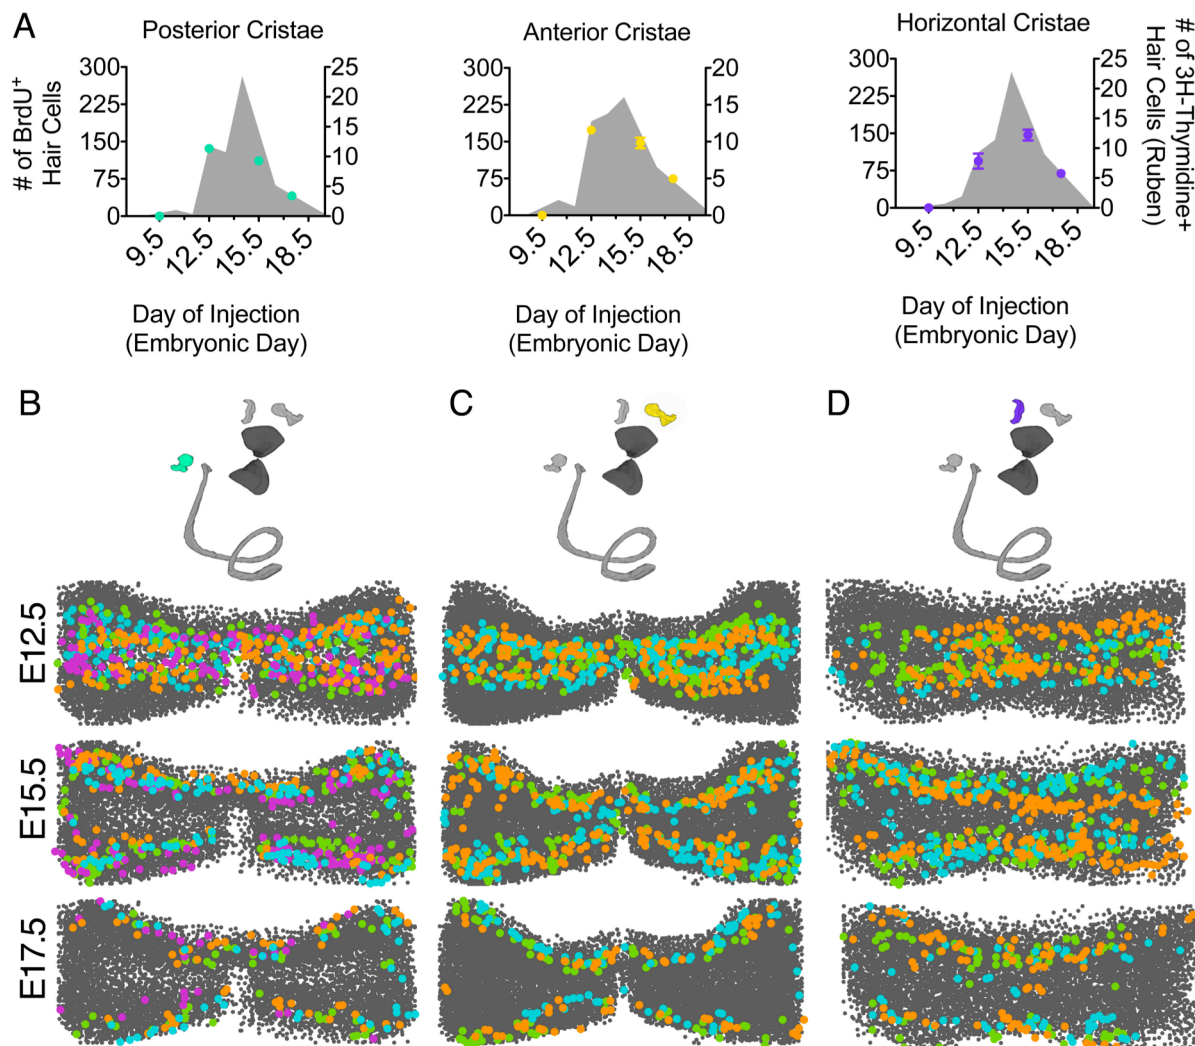 A
Posterior Cristae
# of BrdU+
Hair Cells
300
225
150
75
0
25
20
15
10
5
0
9.5
12.5
15.5
18.5
Day of Injection
(Embryonic Day)
Anterior Cristae
300
225
150
75
0
20
15
10
5
0
9.5
12.5
15.5
18.5
Day of Injection
(Embryonic Day)
Horizontal Cristae
300
225
150
75
0
25
20
15
10
5
0
# of 3H-Thymidine+
Hair Cells (Ruben)
9.5
12.5
15.5
18.5
Day of Injection
(Embryonic Day)
B
C
D
E12.5
E15.5
E17.5